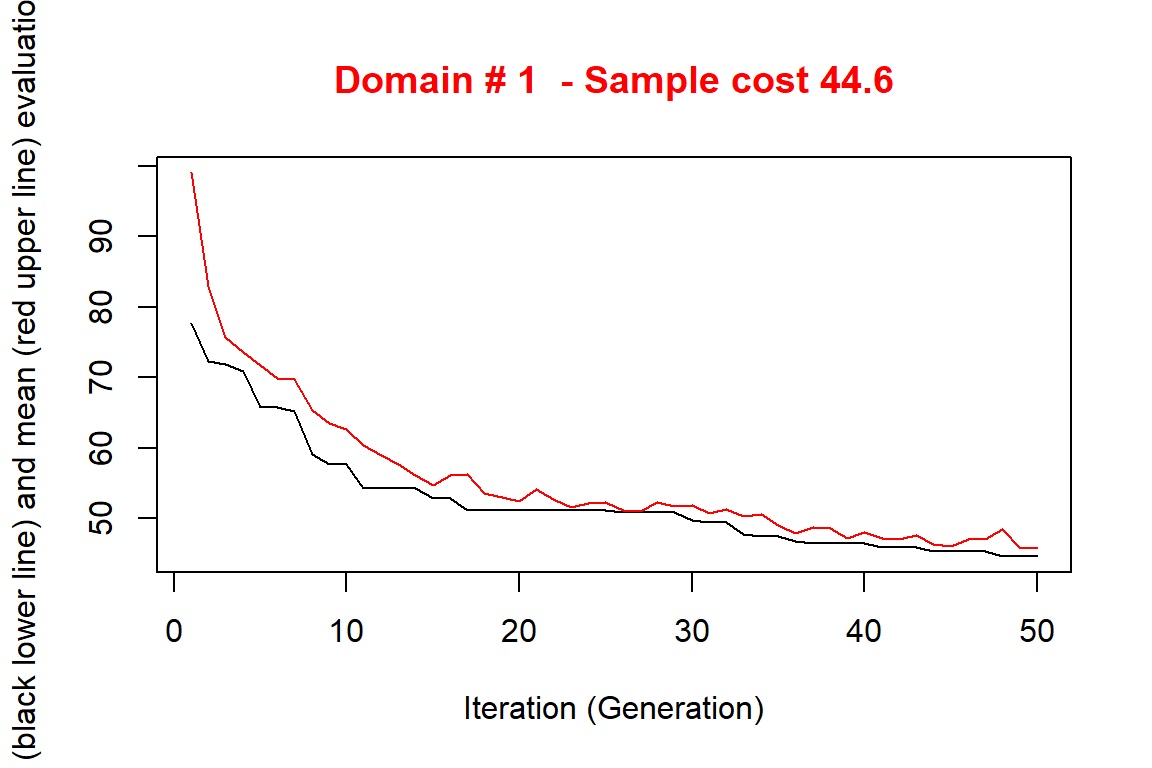 Domain # 1  - Sample cost 44.6
(black lower line) and mean (red upper line) evaluatio
90
80
70
60
50
0 10 20 30 40 50
Iteration (Generation)